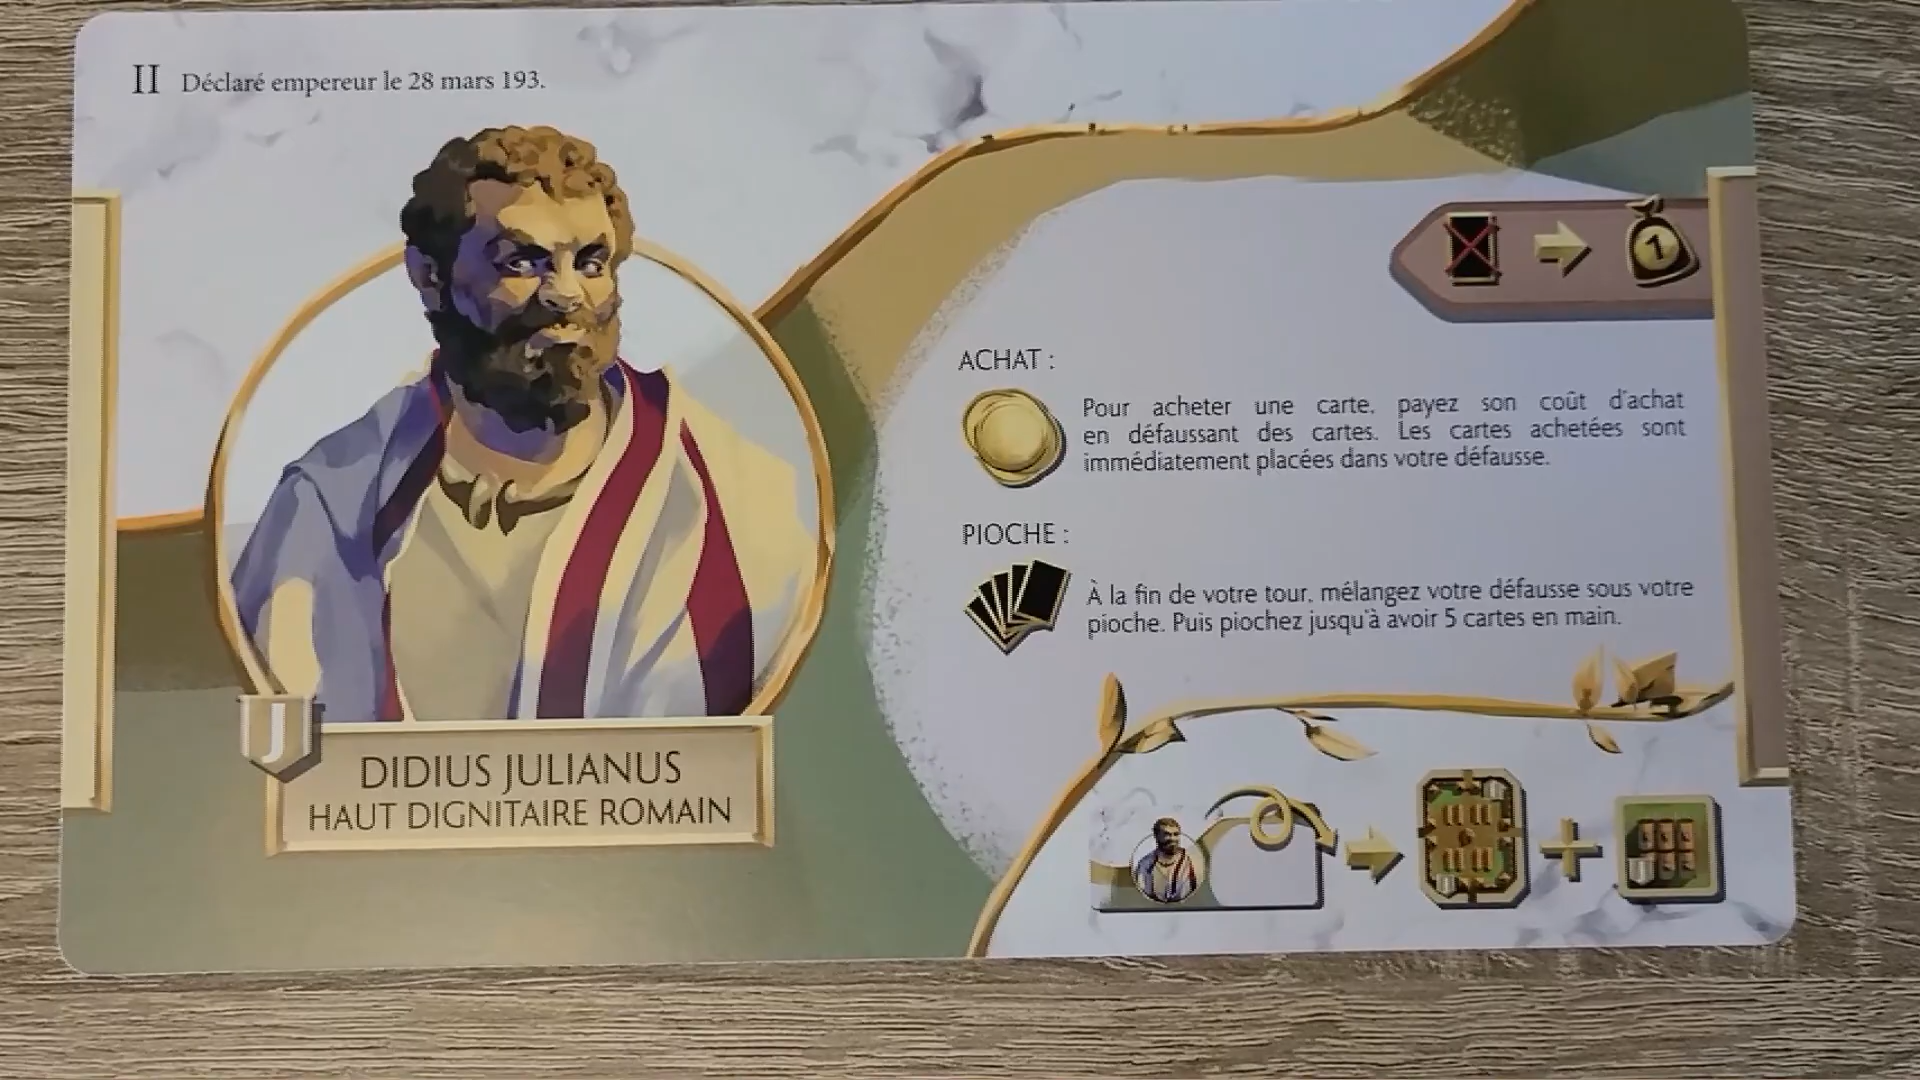 II Déclaré empereur le 28 mars 193.
1
ACHAT :
Pour acheter une carte, payez son coût d'achat
en défaussant des cartes. Les cartes achetées sont
immédiatement placées dans votre défausse.
PIOCHE :
À la fin de votre tour, mélangez votre défausse sous votre
pioche. Puis piochez jusqu'à avoir 5 cartes en main.
J
DIDIUS JULIANUS
HAUT DIGNITAIRE ROMAIN